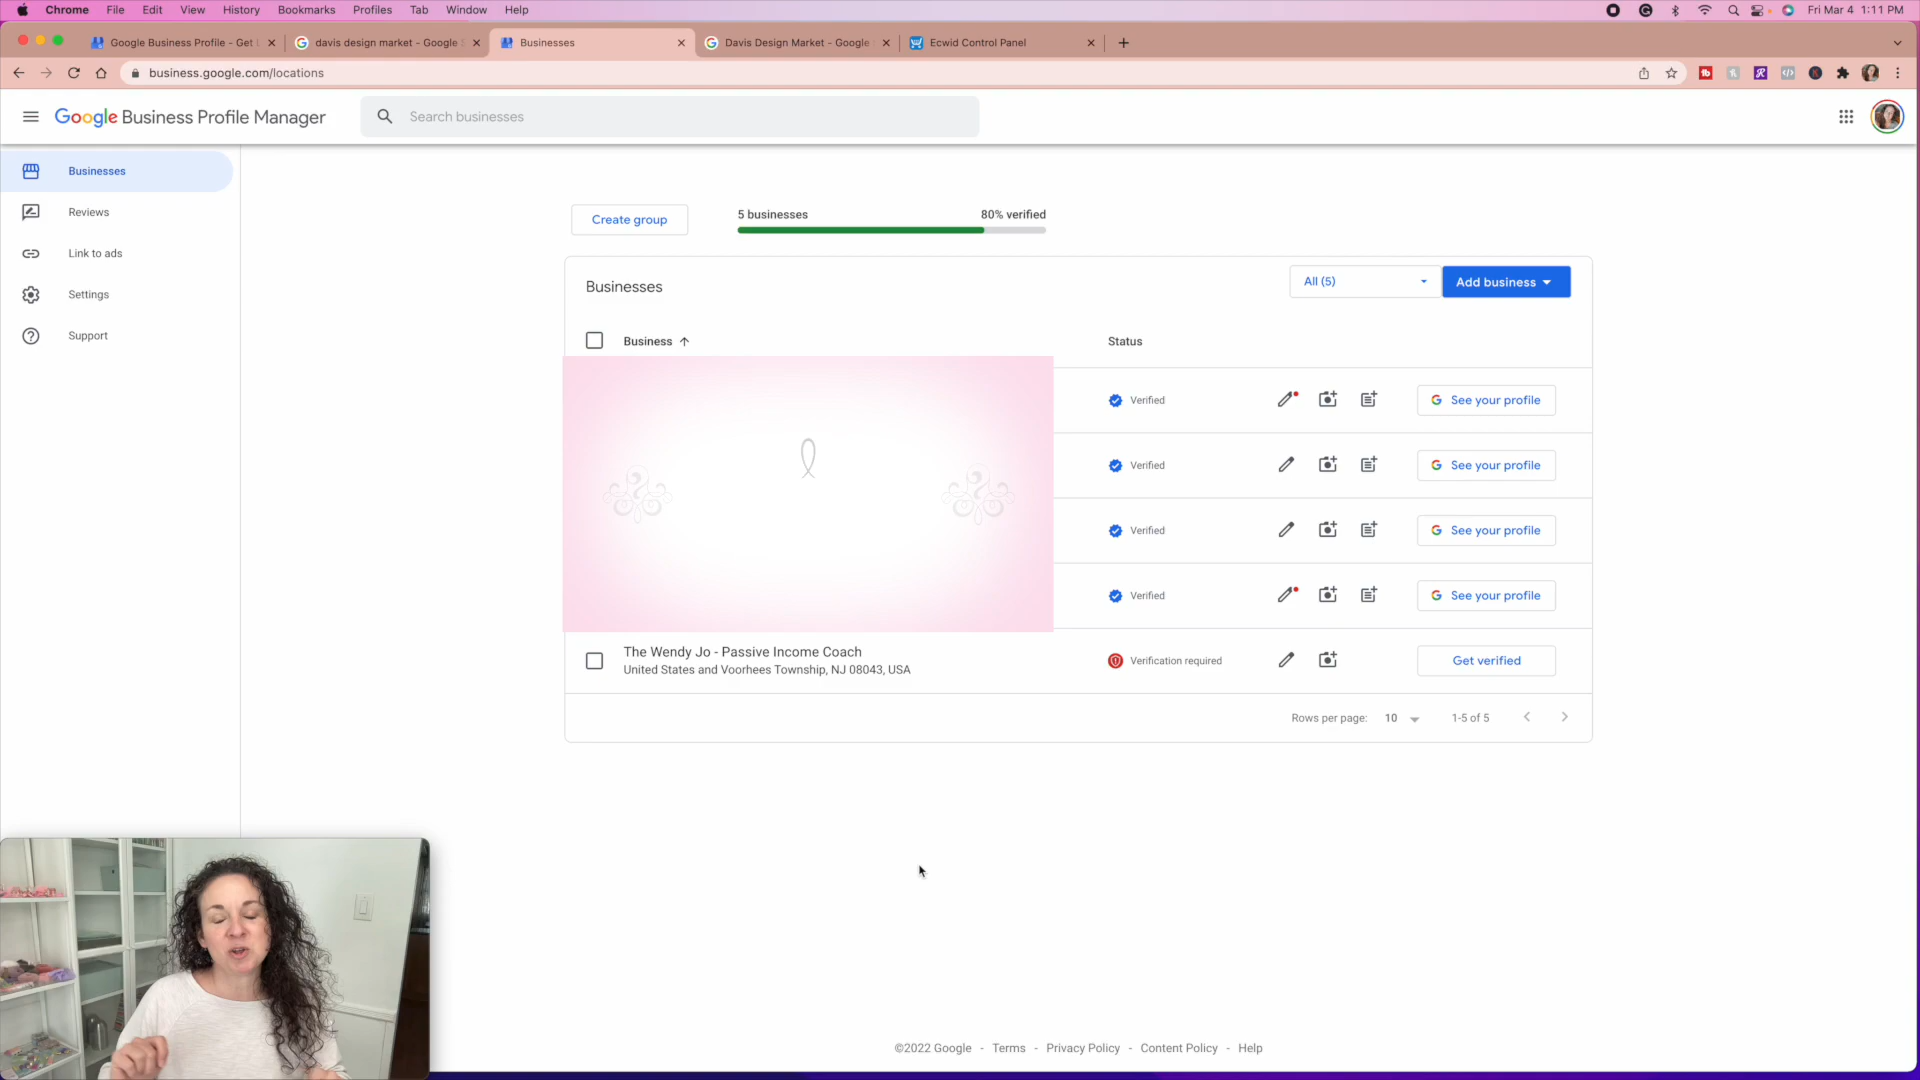 Chrome File Edit View History Bookmarks Profiles Tab Window Help Fri Mar 4 1:11 PM
Google Business Profile - Get davis design market - Google Businesses Davis Design Market - Google Ecwid Control Panel
business.google.com/locations
Google Business Profile Manager Search businesses
Businesses
Reviews
Link to ads
Settings
Support
Create group 5 businesses 80% verified
Businesses All (5) Add business
Business Status
Verified See your profile
Verified See your profile
Verified See your profile
Verified See your profile
The Wendy Jo - Passive Income Coach
United States and Voorhees Township, NJ 08043, USA
Verification required Get verified
Rows per page: 10 1-5 of 5
©2022 Google - Terms - Privacy Policy - Content Policy - Help